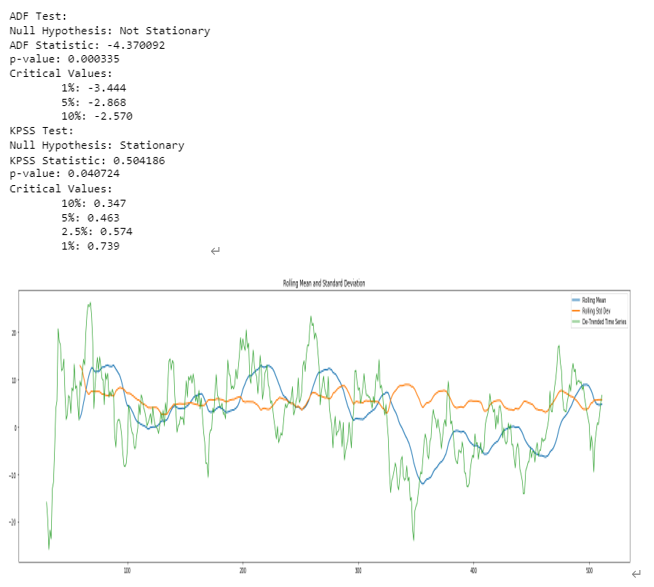 ADF Test:
Null Hypothesis: Not Stationary
ADF Statistic: -4.370092
p-value: 0.000335
Critical Values:
1%: -3.444
5%: -2.868
10%: -2.570
KPSS Test:
Null Hypothesis: Stationary
KPSS Statistic: 0.504186
p-value: 0.040724
Critical Values:
10%: 0.347
5%: 0.463
2.5%: 0.574
1%: 0.739
Rolling Mean and Standard Deviation
Rolling Mean
Rolling Std Dev
De-Trended Time Series
20
10
0
-10
-20
100 200 300 400 500